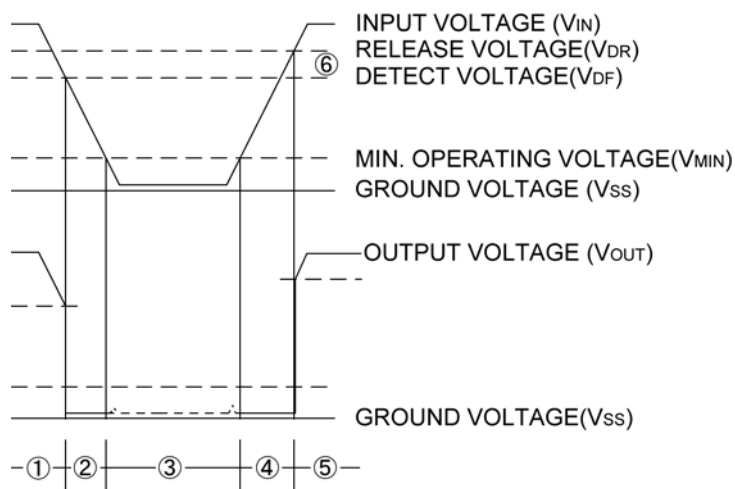 INPUT VOLTAGE (VIN)
RELEASE VOLTAGE(VDR)
⑥
DETECT VOLTAGE(VDF)
MIN. OPERATING VOLTAGE(VMIN)
GROUND VOLTAGE (VSS)
OUTPUT VOLTAGE (VOUT)
GROUND VOLTAGE(VSS)
① ② ③ ④ ⑤